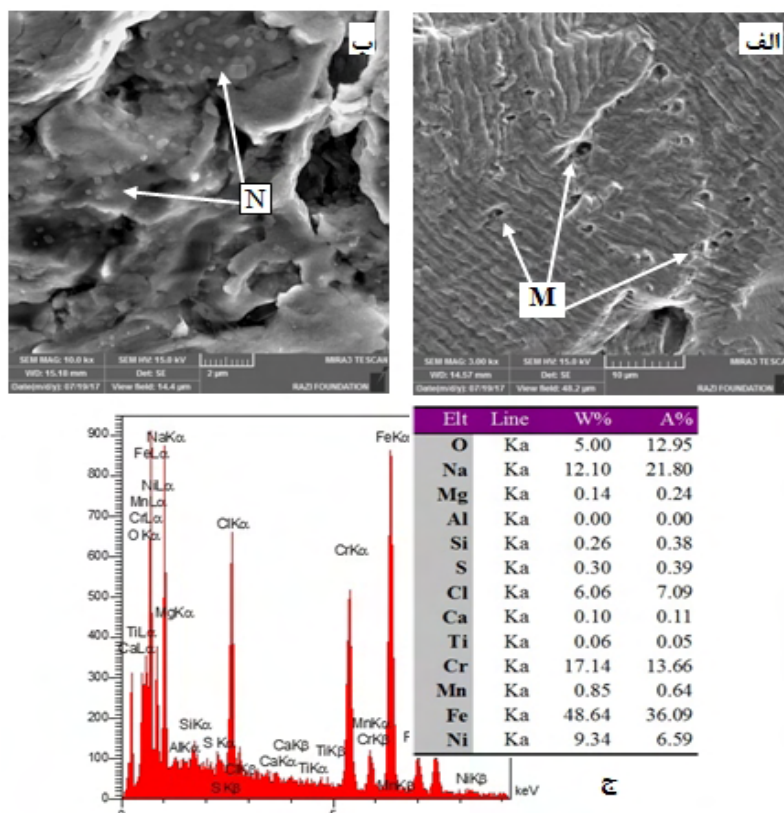 ب
N
SEM MAG: 10.0 kx
SEM HV: 15.0 kV
WD: 15.18 mm
Det: SE
2 µm
MIRA3 TESCAN
Date(m/d/y): 07/19/17
View field: 14.4 µm
RAZI FOUNDATION
الف
M
SEM MAG: 3.00 kx
SEM HV: 15.0 kV
WD: 14.57 mm
Det: SE
10 µm
MIRA3 TESCAN
Date(m/d/y): 07/19/17
View field: 48.2 µm
RAZI FOUNDATION
900
800
700
600
500
400
300
200
100
0
NaKα
FeLα
NiLα
MnLα
CrLα
O Kα
MgKα
TiLα
CaLα
AlKα
SiKα
S Kα
S Kβ
ClKα
ClKβ
CaKα
CaKβ
TiKα
TiKβ
CrKα
MnKα
CrKβ
FeKα
MnKβ
F
NiKβ
0
5
keV
Elt Line W% A%
O Ka 5.00 12.95
Na Ka 12.10 21.80
Mg Ka 0.14 0.24
Al Ka 0.00 0.00
Si Ka 0.26 0.38
S Ka 0.30 0.39
Cl Ka 6.06 7.09
Ca Ka 0.10 0.11
Ti Ka 0.06 0.05
Cr Ka 17.14 13.66
Mn Ka 0.85 0.64
Fe Ka 48.64 36.09
Ni Ka 9.34 6.59
ج